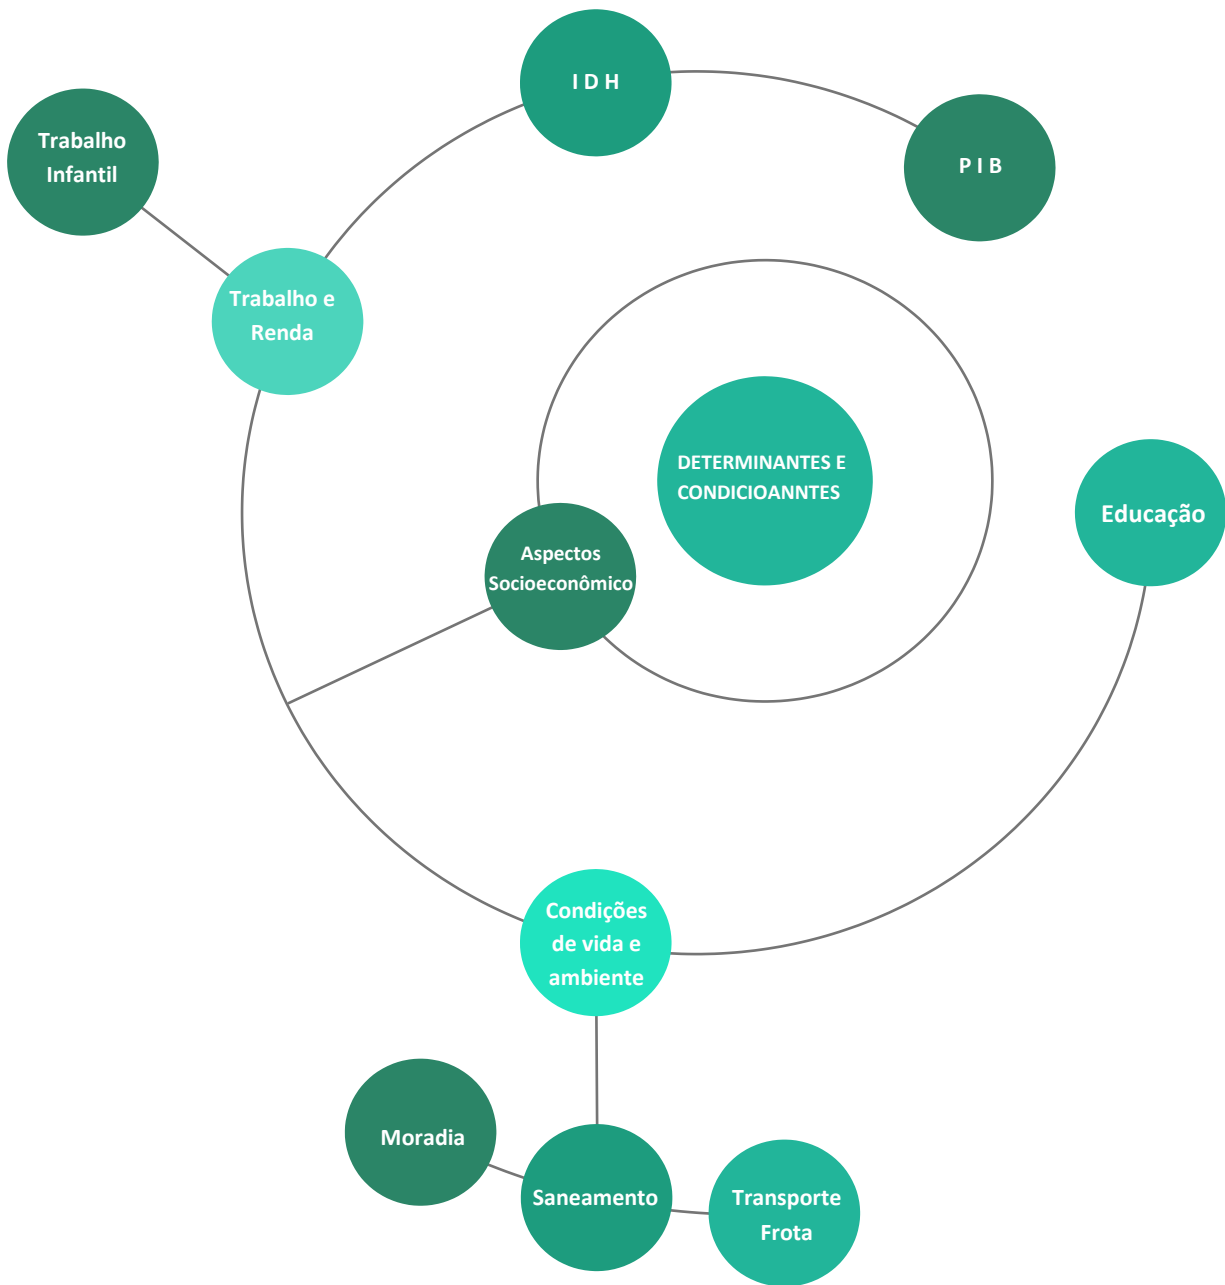 I D H
Trabalho
Infantil
P I B
Trabalho e
Renda
DETERMINANTES E
CONDICIOANNTES
Educação
Aspectos
Socioeconômico
Condições
de vida e
ambiente
Moradia
Saneamento
Transporte
Frota